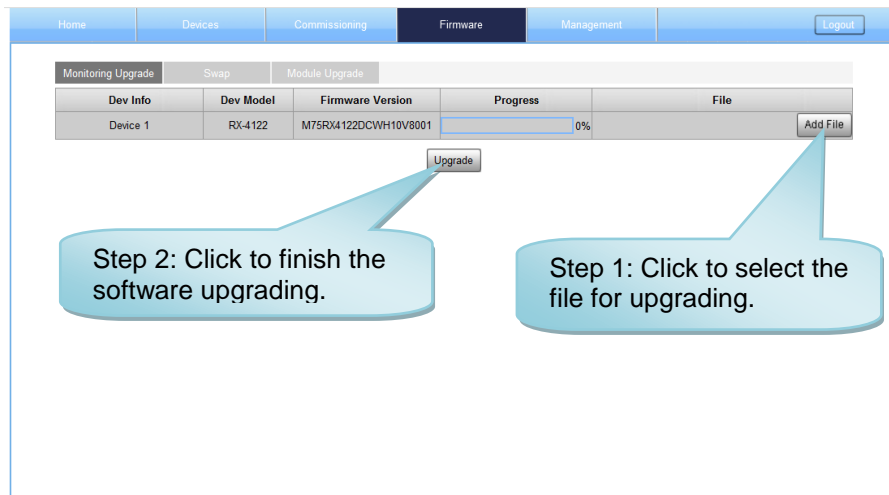 Home Devices Commissioning Firmware Management Logout
Monitoring Upgrade Swap Module Upgrade
Dev Info Dev Model Firmware Version Progress File
Device 1 RX-4122 M75RX4122DCWH10V8001 0% Add File
Upgrade
Step 2: Click to finish the
software upgrading.
Step 1: Click to select the
file for upgrading.